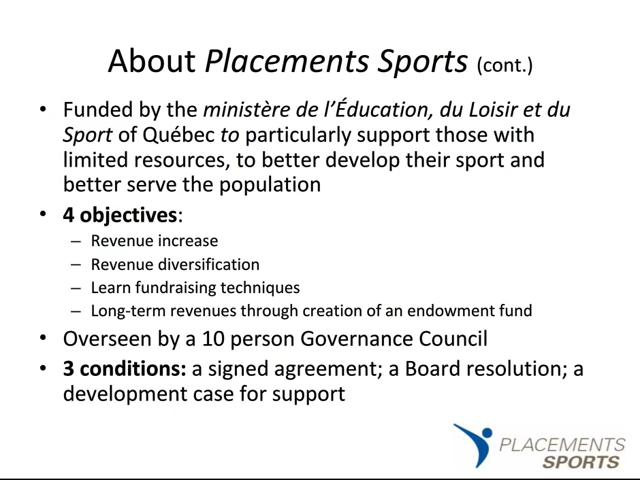 About Placements Sports (cont.)
• Funded by the ministère de l’Éducation, du Loisir et du
Sport of Québec to particularly support those with
limited resources, to better develop their sport and
better serve the population
• 4 objectives:
– Revenue increase
– Revenue diversification
– Learn fundraising techniques
– Long-term revenues through creation of an endowment fund
• Overseen by a 10 person Governance Council
• 3 conditions: a signed agreement; a Board resolution; a
development case for support
PLACEMENTS
SPORTS